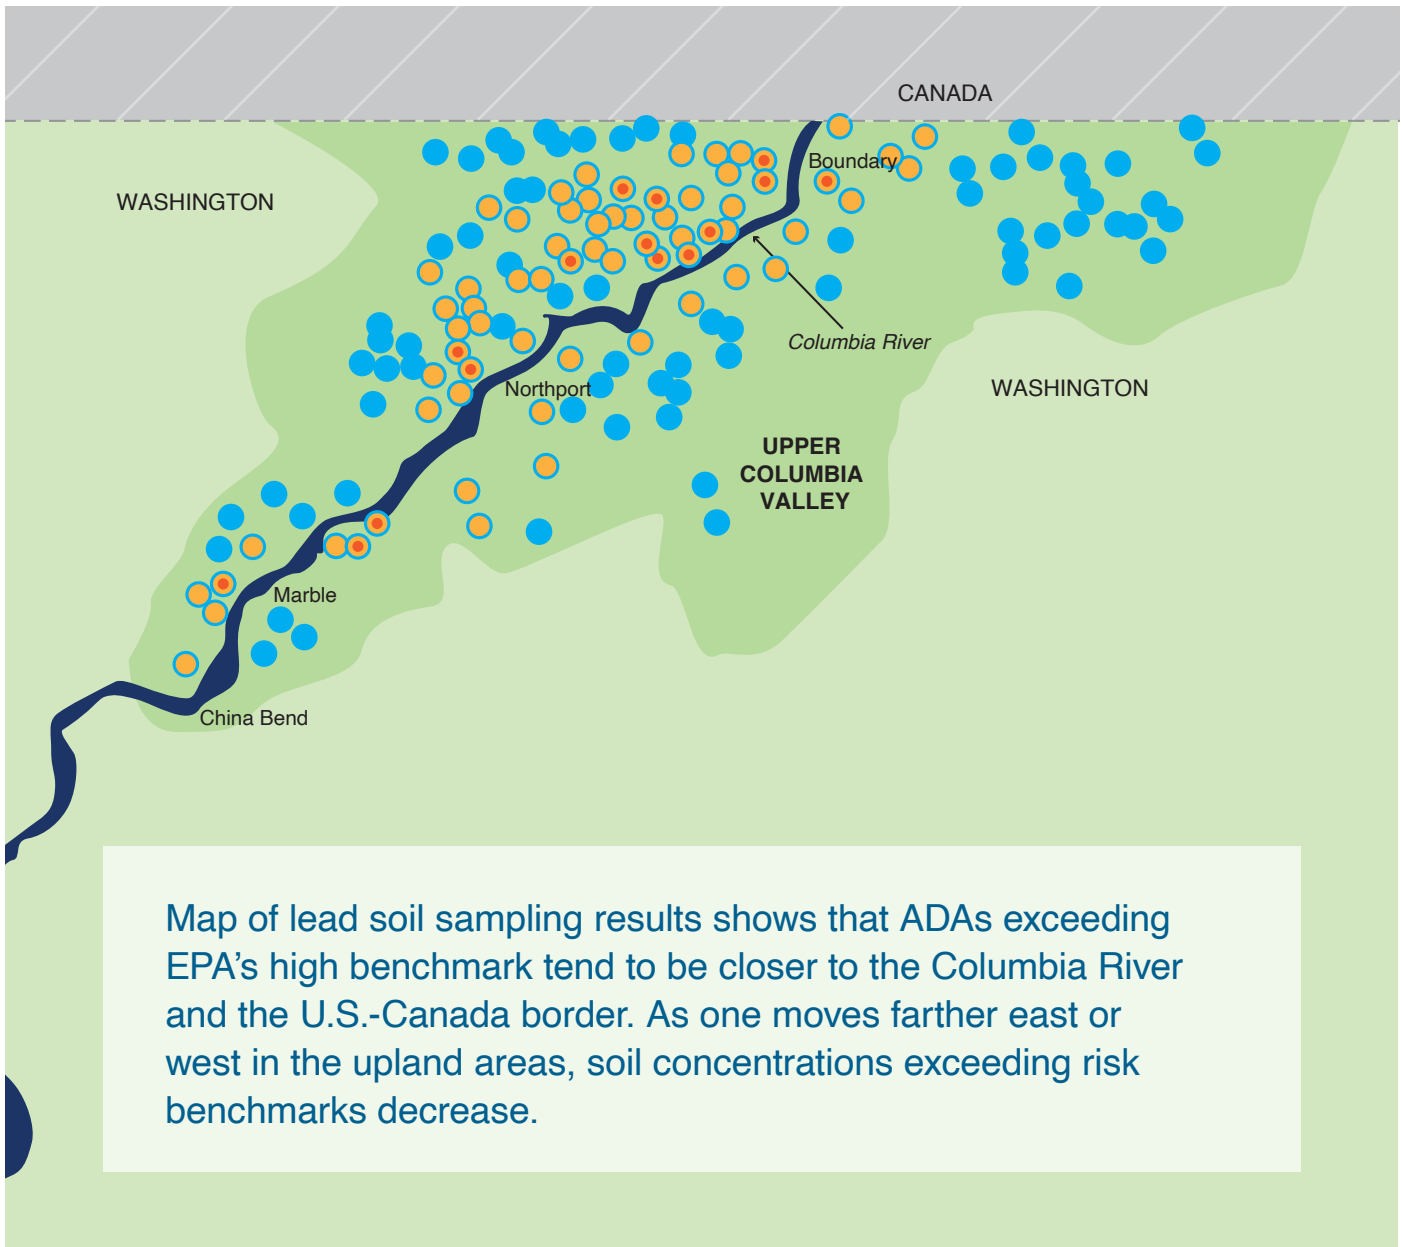 CANADA
Boundary
WASHINGTON
Columbia River
Northport
WASHINGTON
UPPER
COLUMBIA
VALLEY
Marble
China Bend
Map of lead soil sampling results shows that ADAs exceeding
EPA’s high benchmark tend to be closer to the Columbia River
and the U.S.-Canada border. As one moves farther east or
west in the upland areas, soil concentrations exceeding risk
benchmarks decrease.